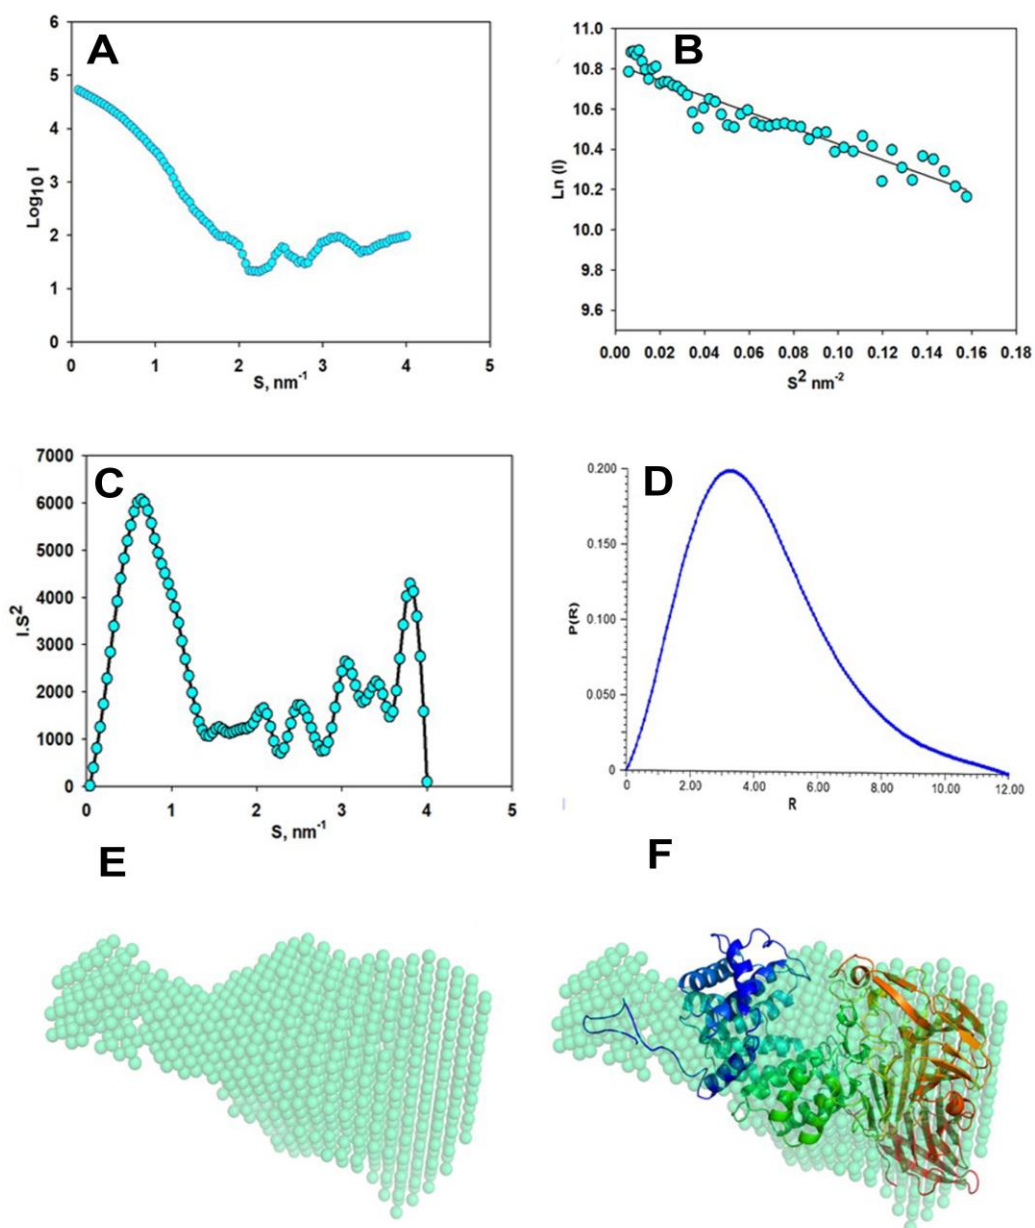 A
6
5
4
3
2
1
0
Log10 I
0 1 2 3 4 5
S, nm-1
B
11.0
10.8
10.6
10.4
10.2
10.0
9.8
9.6
Ln (I)
0.00 0.02 0.04 0.06 0.08 0.10 0.12 0.14 0.16 0.18
S2 nm-2
C
7000
6000
5000
4000
3000
2000
1000
0
I.S2
0 1 2 3 4 5
S, nm-1
D
0.200
0.150
0.100
0.050
0
P(R)
0 2.00 4.00 6.00 8.00 10.00 12.00
R
E
F